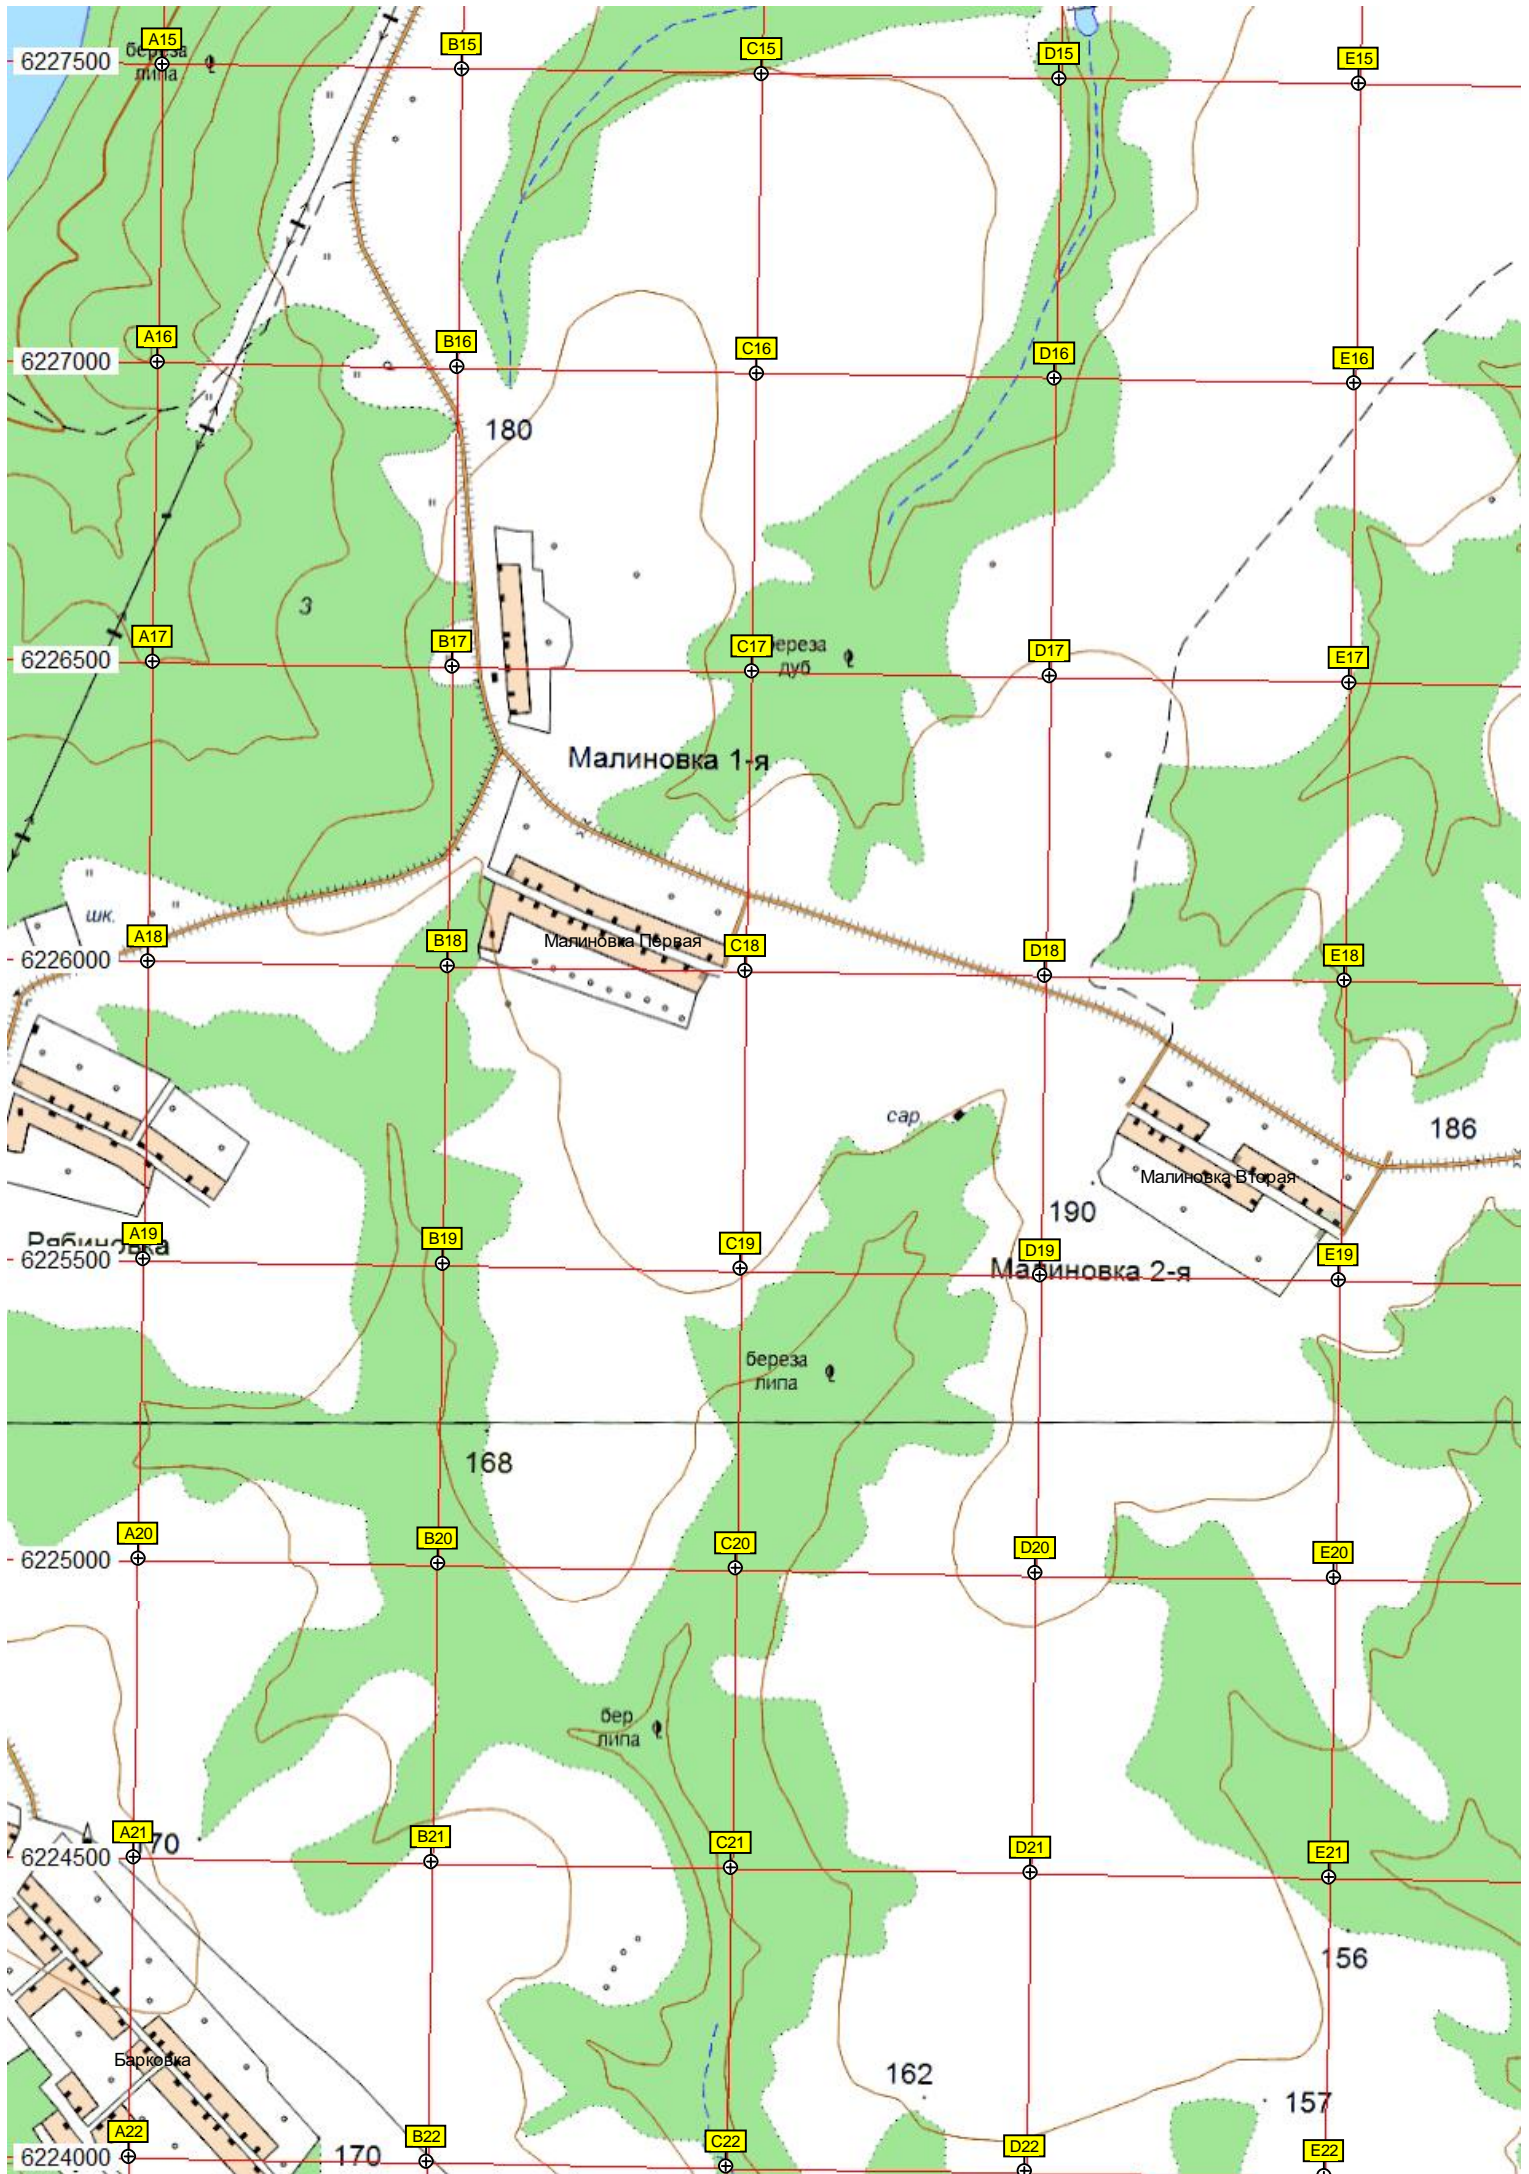 A15
B15
C15
D15
E15
6227500
береза
липа
A16
B16
C16
D16
E16
6227000
180
3
A17
B17
C17
D17
E17
6226500
береза
дуб
Малиновка 1-я
шк.
A18
B18
C18
D18
E18
6226000
Малиновка Первая
сар.
186
Малиновка Вторая
190
Рябиновка
A19
B19
C19
D19
E19
6225500
Малиновка 2-я
береза
липа
168
A20
B20
C20
D20
E20
6225000
бер.
липа
A21
B21
C21
D21
E21
6224500
70
156
Барковка
162
157
A22
B22
C22
D22
E22
6224000
170